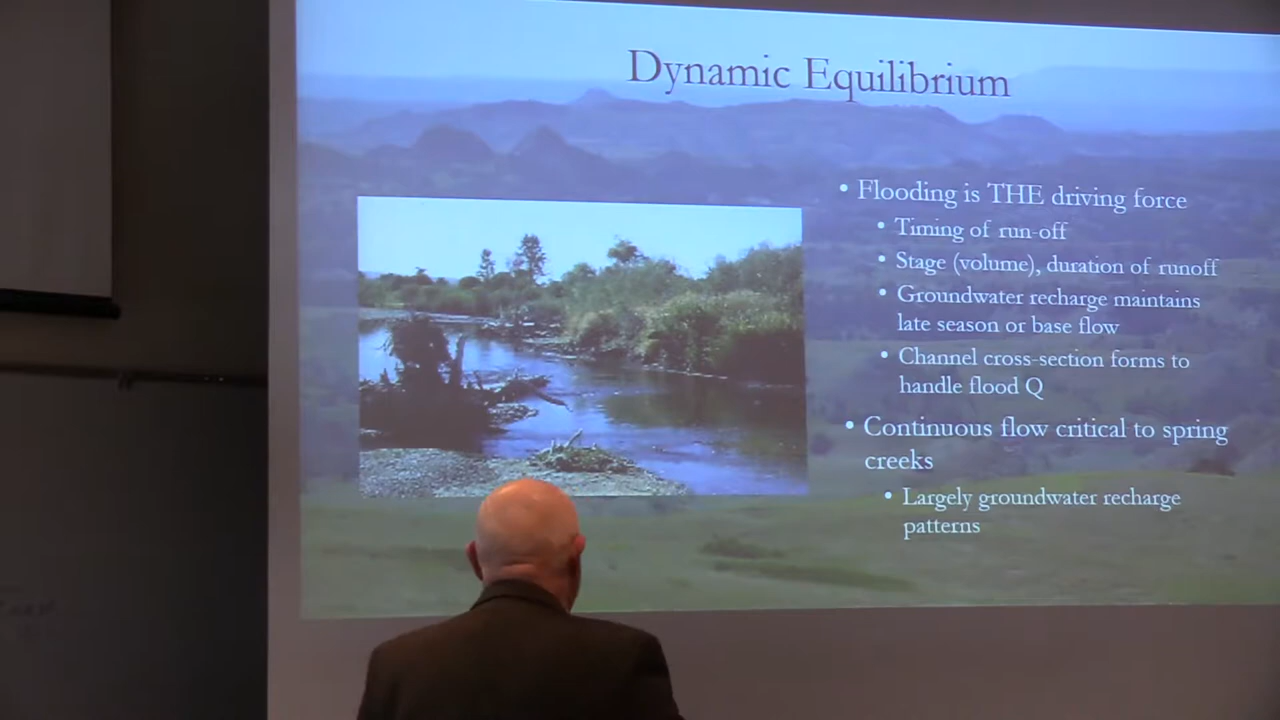 Dynamic Equilibrium
• Flooding is THE driving force
• Timing of run-off
• Stage (volume), duration of runoff
• Groundwater recharge maintains
late season or base flow
• Channel cross-section forms to
handle flood Q
• Continuous flow critical to spring
creeks
• Largely groundwater recharge
patterns